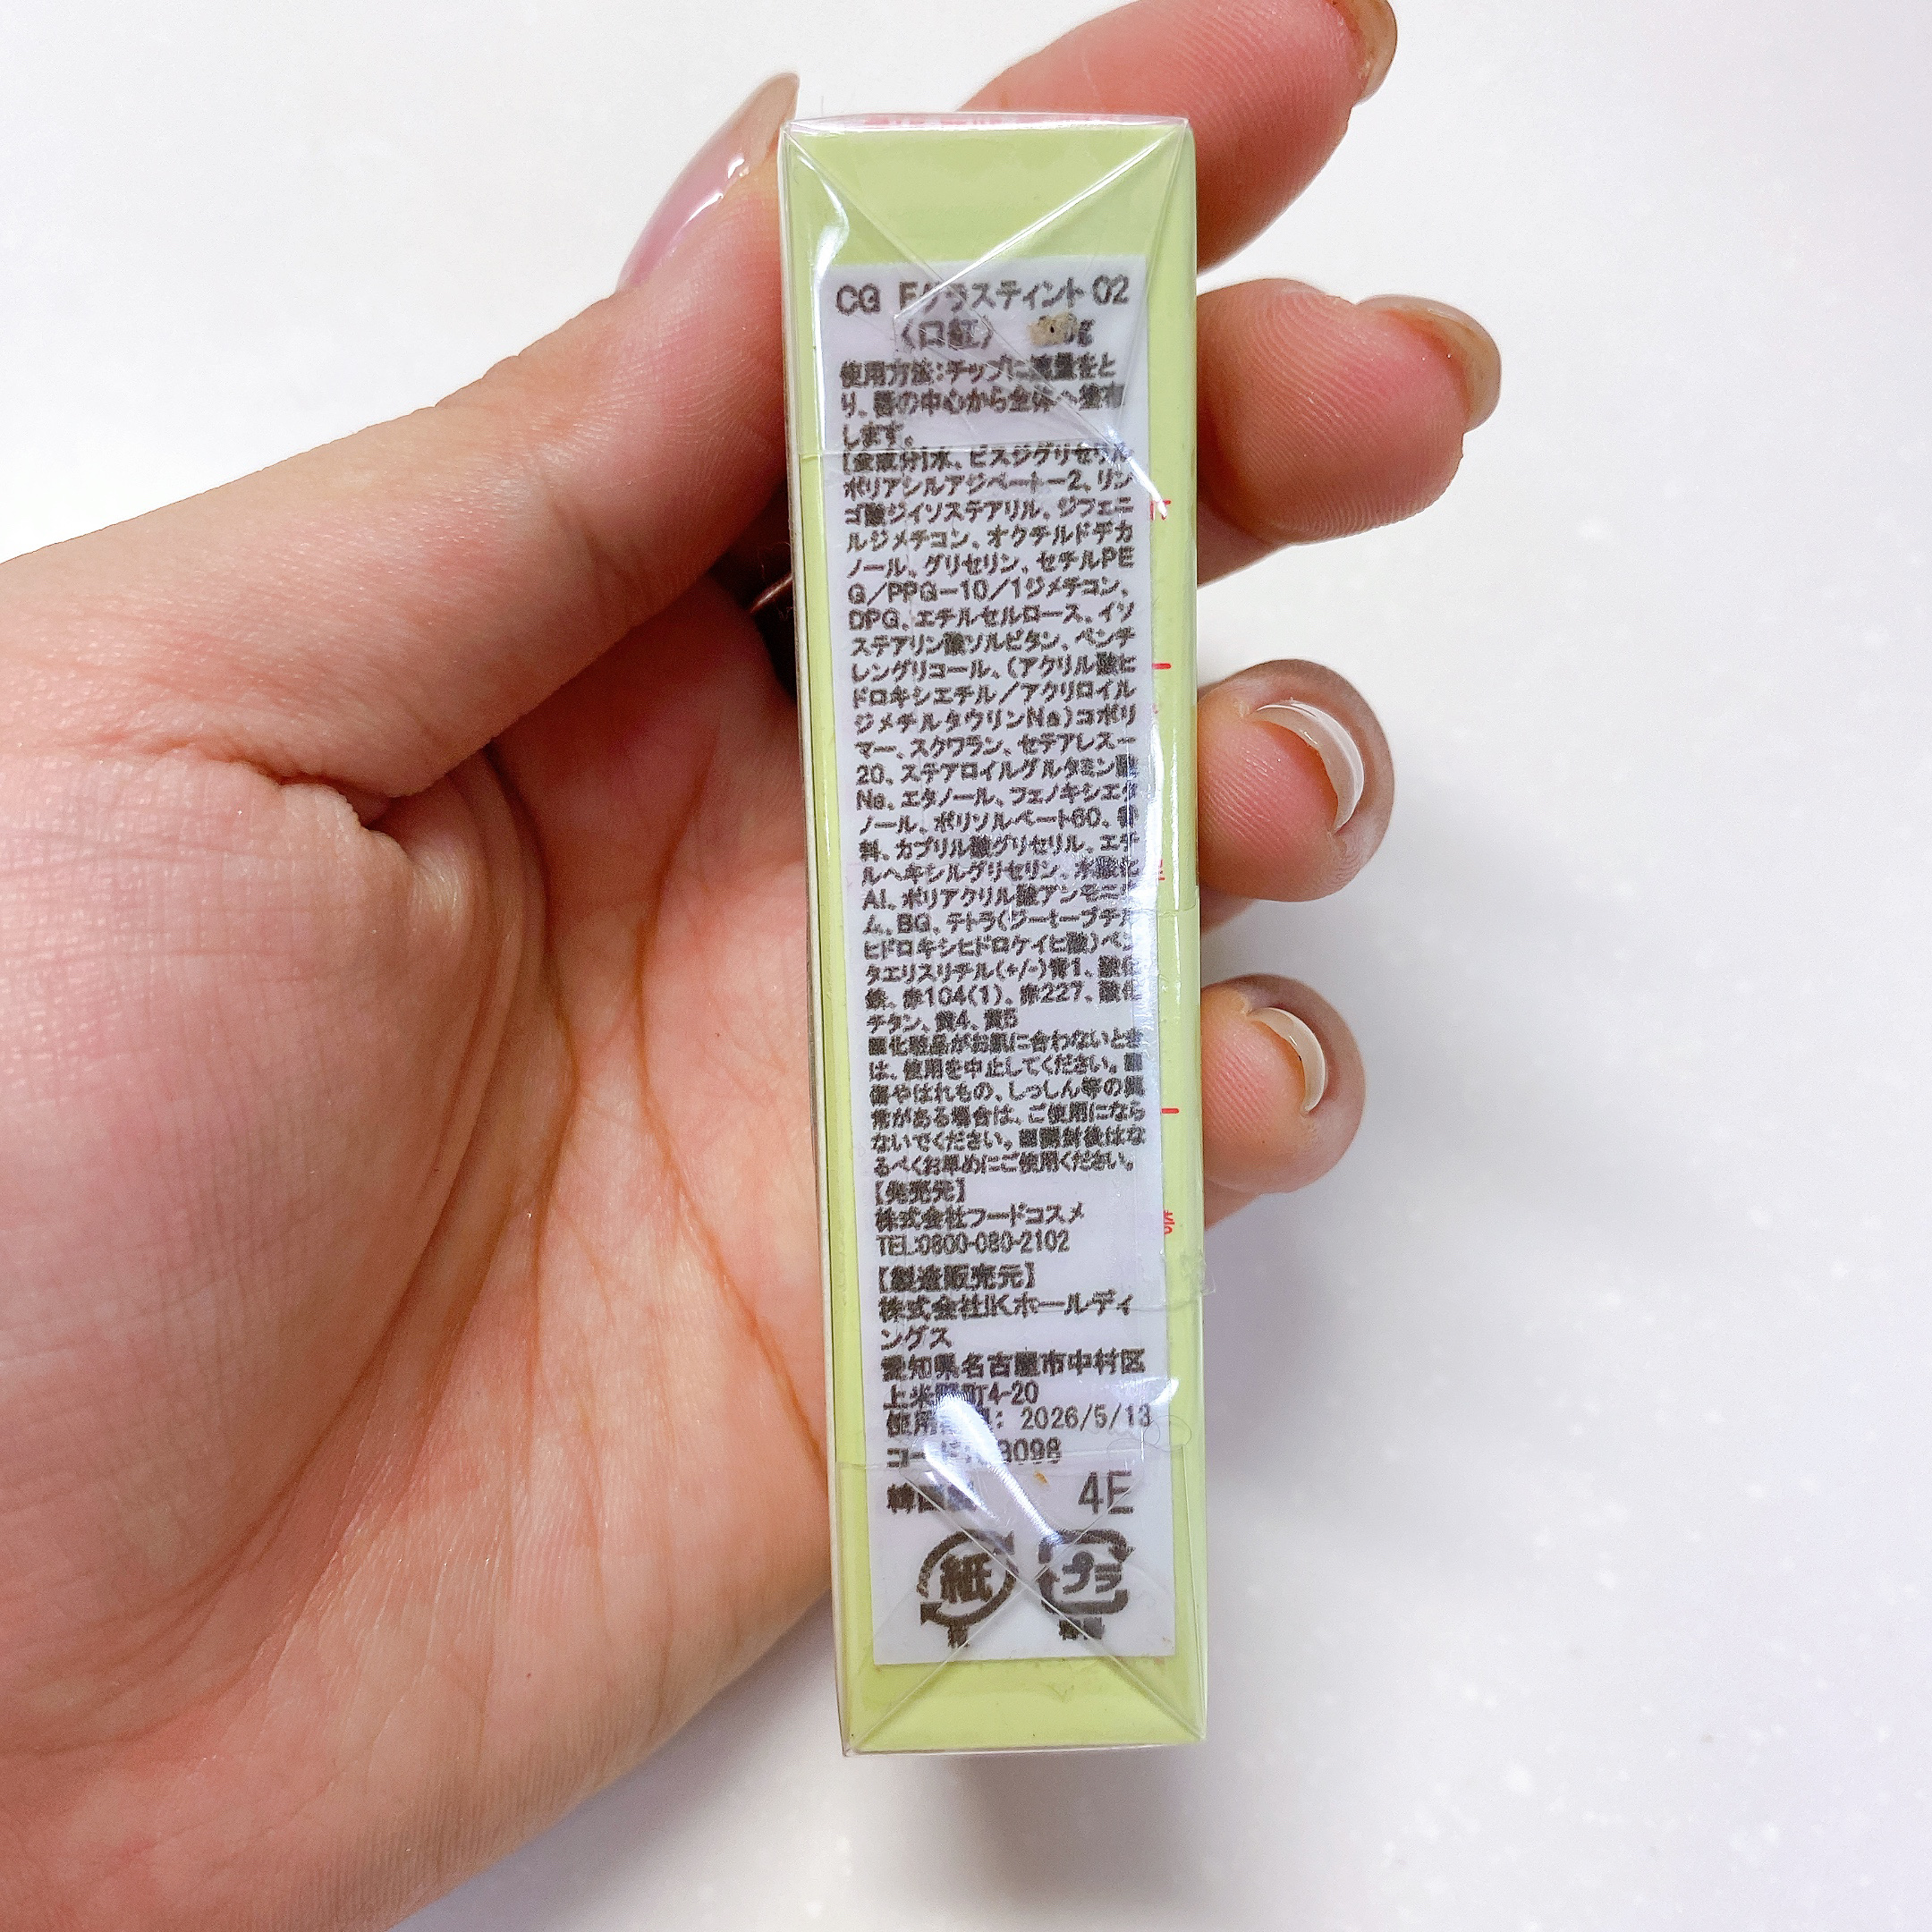 CG Fグラスティント 02
〈口紅〉
使用方法:チップに適量をと
り、唇の中心から全体へ塗布
します。
【全成分】水、ビスジグリセリル
ポリアシルアジペート−2、リン
ゴ酸ジイソステアリル、ジフェニ
ルジメチコン、オクチルドデカ
ノール、グリセリン、セチルPE
G/PPG−10/1ジメチコン、
DPG、エチルセルロース、イソ
ステアリン酸ソルビタン、ペンチ
レングリコール、(アクリル酸ヒ
ドロキシエチル/アクリロイル
ジメチルタウリンNa)コポリ
マー、スクワラン、セテアレス−
20、ステアロイルグルタミン酸
Na、エタノール、フェノキシエタ
ノール、ポリソルベート60、香
料、カプリル酸グリセリル、エチ
ルヘキシルグリセリン、水酸化
Al、ポリアクリル酸アンモニウ
ム、BG、テトラ(ジ−t−ブチル
ヒドロキシヒドロケイヒ酸)ペン
タエリスリチル(+/-)青1、酸化
鉄、赤104(1)、赤227、酸化
チタン、黄4、黄5
■化粧品がお肌に合わないとき
は、使用を中止してください。■
傷やはれもの、しっしん等の異
常がある場合は、ご使用になら
ないでください。■開封後はな
るべくお早めにご使用ください。
【発売元】
株式会社フードコスメ
TEL:0800-080-2102
【製造販売元】
株式会社IKホールディ
ングス
愛知県名古屋市中村区
上米野町4-20
使用期限: 2026/5/13
韓国製 4E
紙 プラ
箱